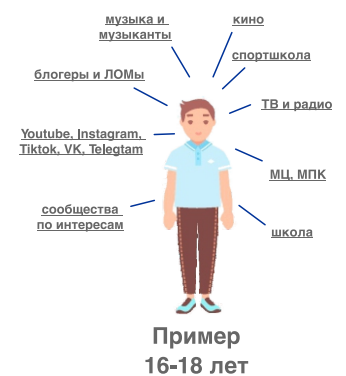 музыка и
музыканты
кино
спортшкола
блогеры и ЛОМы
ТВ и радио
Youtube, Instagram,
Tiktok, VK, Telegtam
МЦ, МПК
сообщества
по интересам
школа
Пример
16-18 лет